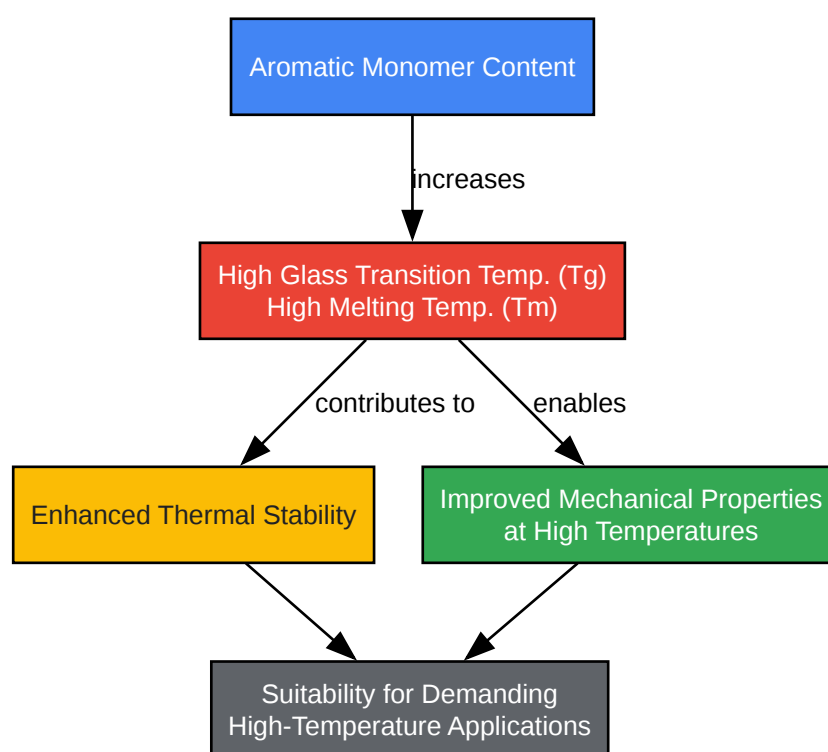 Aromatic Monomer Content
increases
High Glass Transition Temp. (Tg)
High Melting Temp. (Tm)
contributes to
enables
Enhanced Thermal Stability
Improved Mechanical Properties
at High Temperatures
Suitability for Demanding
High-Temperature Applications